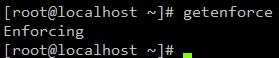 [root@localhost ~]# getenforce
Enforcing
[root@localhost ~]#